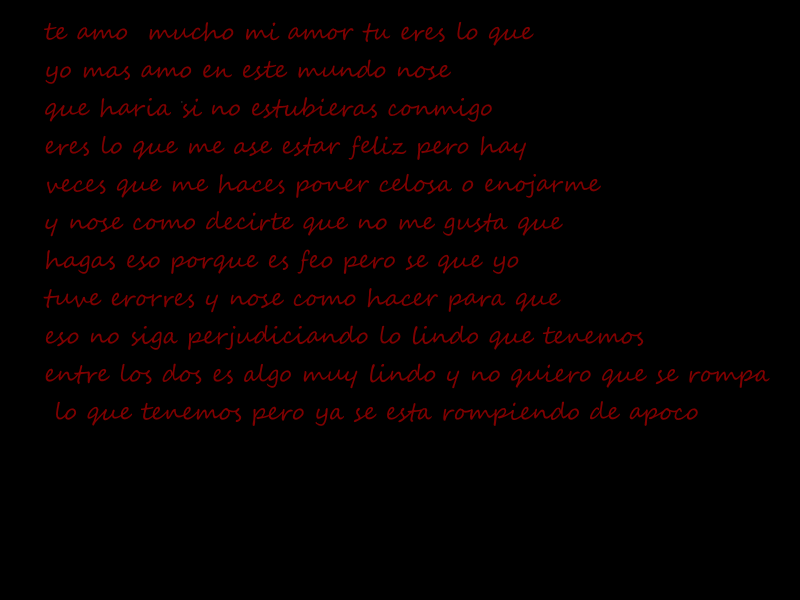 te amo mucho mi amor tu eres lo que
yo mas amo en este mundo nose
que haria si no estubieras conmigo
eres lo que me ase estar feliz pero hay
veces que me haces poner celosa o enojarme
y nose como decirte que no me gusta que
hagas eso porque es feo pero se que yo
tuve erorres y nose como hacer para que
eso no siga perjudiciando lo lindo que tenemos
entre los dos es algo muy lindo y no quiero que se rompa
lo que tenemos pero ya se esta rompiendo de apoco